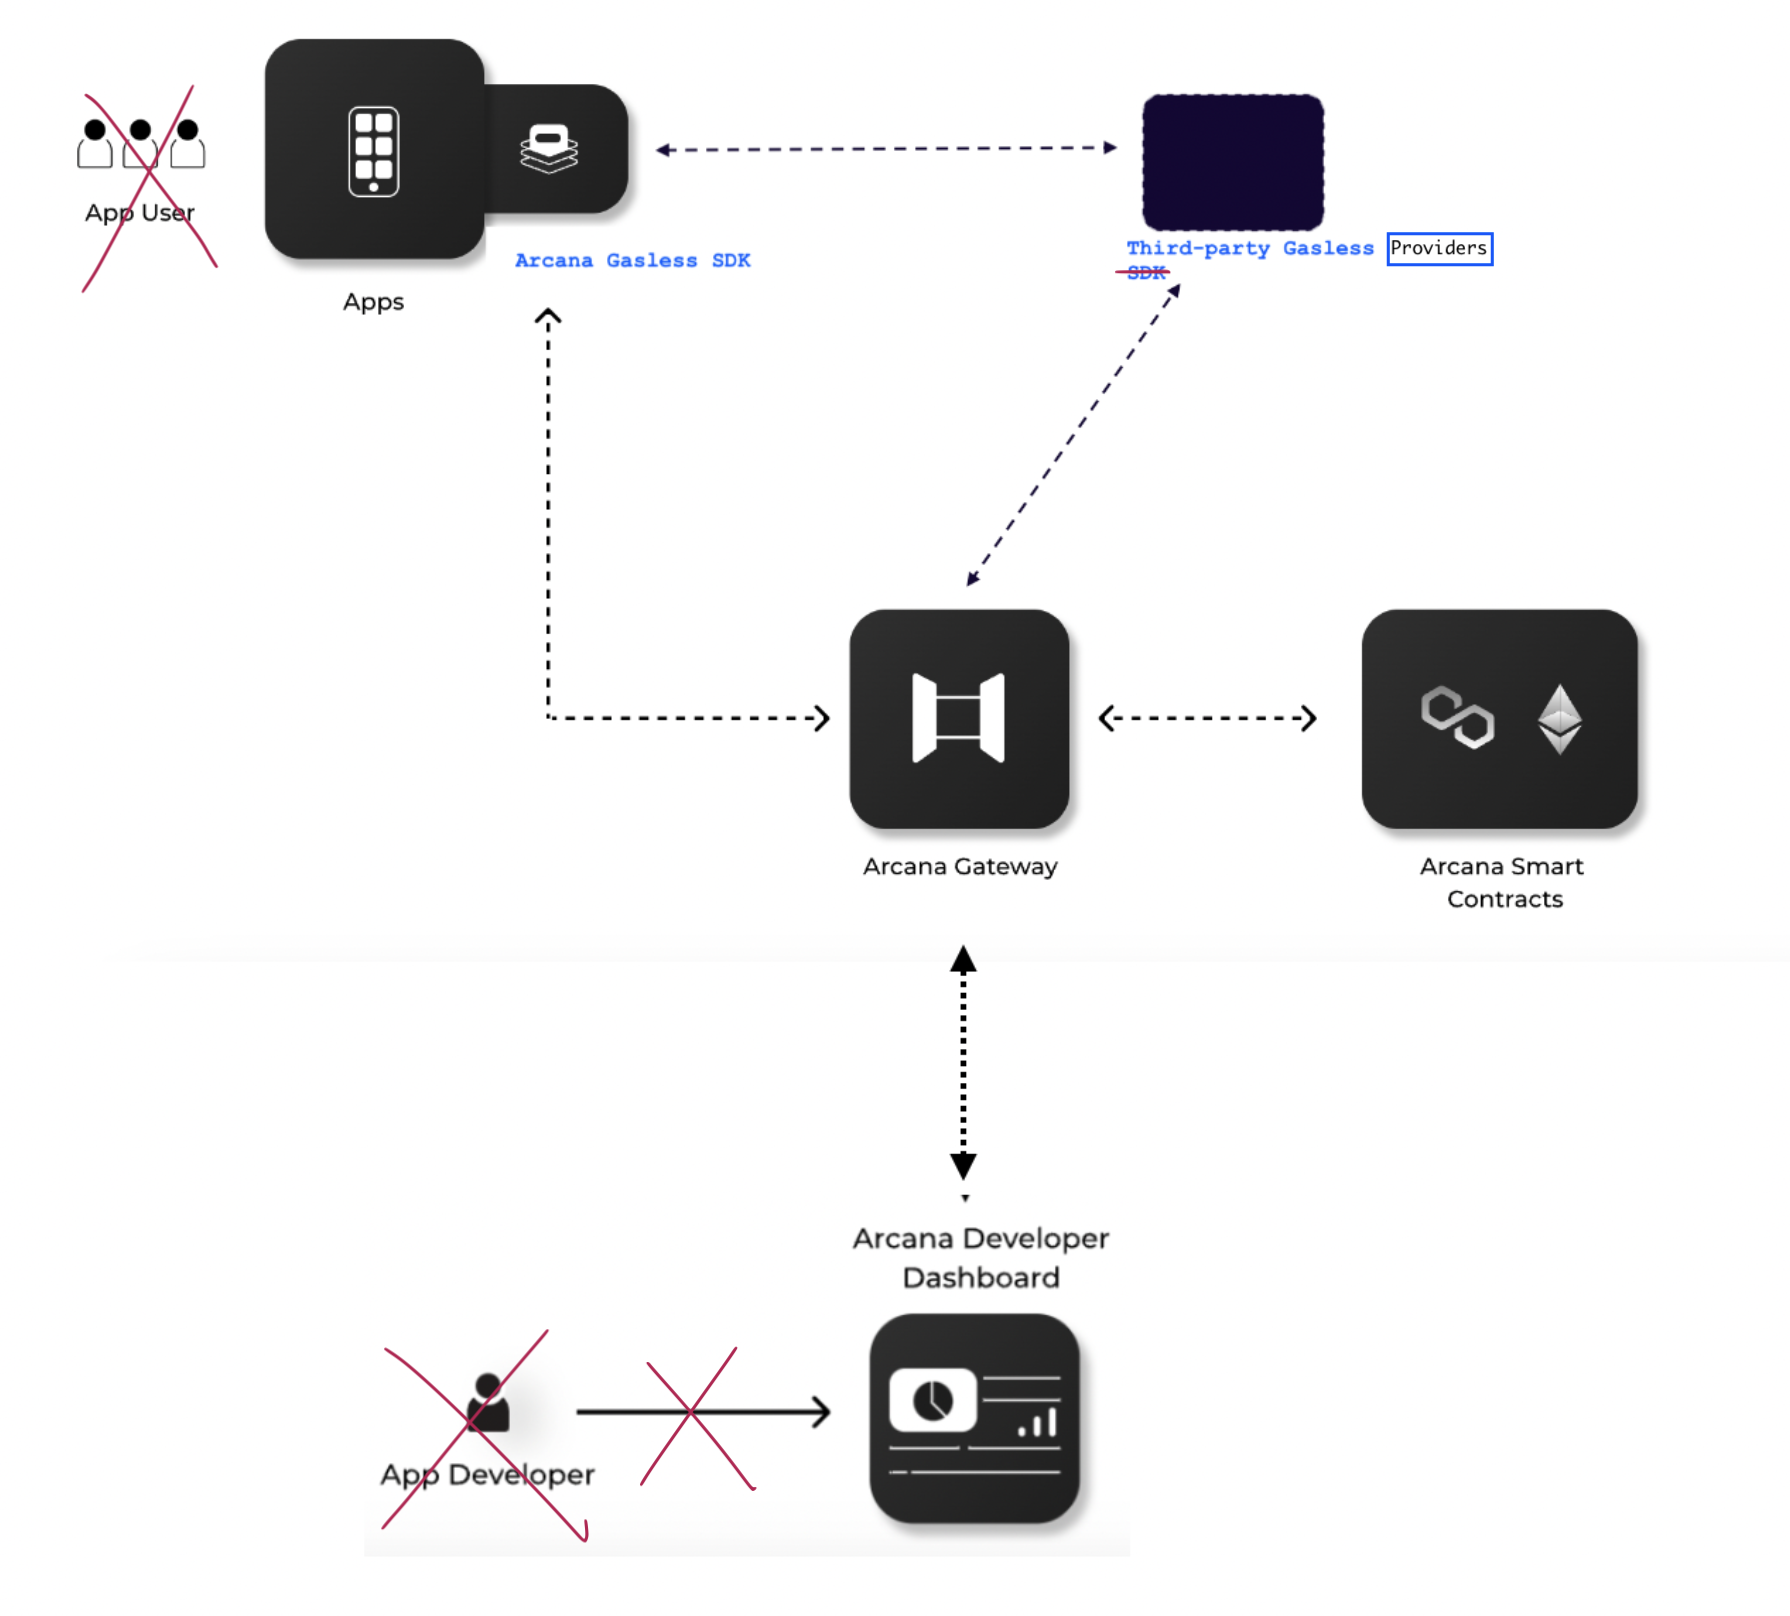 App User
Arcana Gasless SDK
Apps
Third-party Gasless Providers
SDK
Arcana Gateway
Arcana Smart
Contracts
Arcana Developer
Dashboard
App Developer